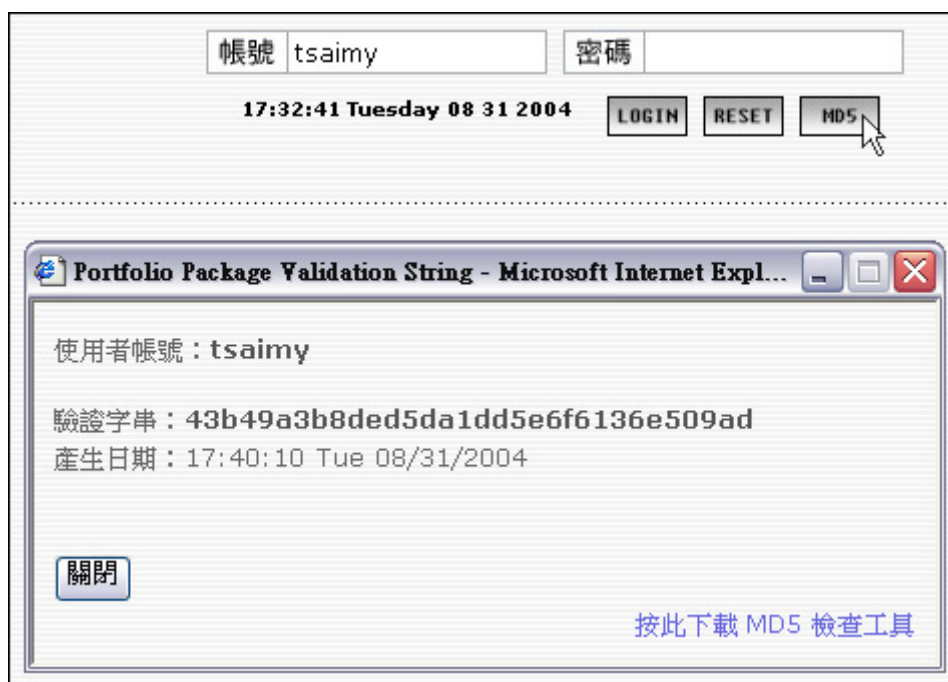 帳號 tsaimy 密碼
17:32:41 Tuesday 08 31 2004 LOGIN RESET MD5
Portfolio Package Validation String - Microsoft Internet Expl...
使用者帳號：tsaimy
驗證字串：43b49a3b8ded5da1dd5e6f6136e509ad
產生日期：17:40:10 Tue 08/31/2004
關閉
按此下載 MD5 檢查工具